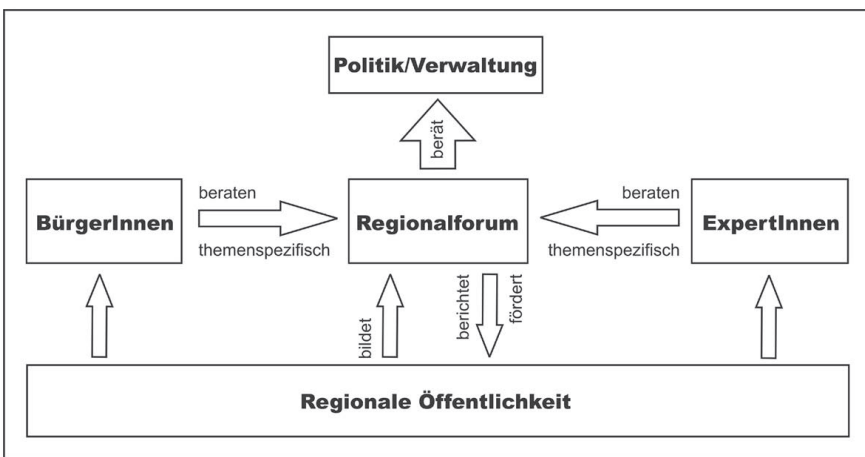 Politik/Verwaltung
berät
beraten
beraten
BürgerInnen
Regionalforum
ExpertInnen
themenspezifisch
themenspezifisch
bildet
berichtet
fördert
Regionale Öffentlichkeit